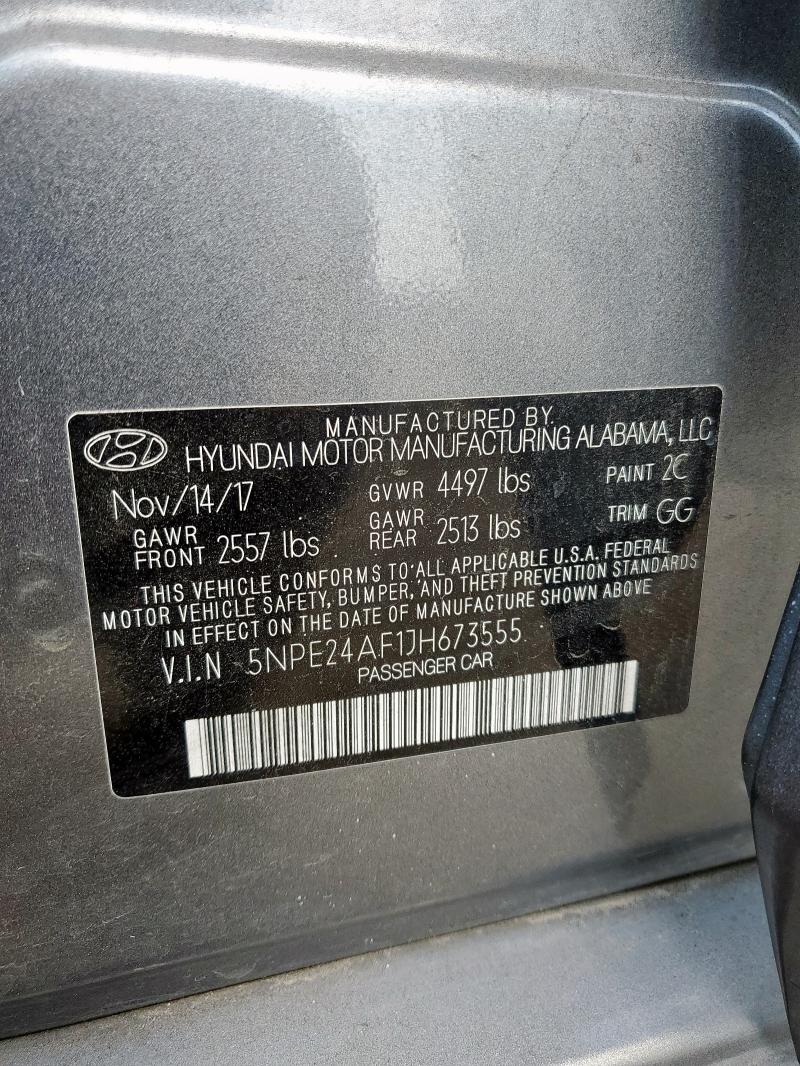 MANUFACTURED BY
HYUNDAI MOTOR MANUFACTURING ALABAMA, LLC
Nov/14/17 GVWR 4497 lbs PAINT 2C
GAWR FRONT 2557 lbs GAWR REAR 2513 lbs TRIM GG
THIS VEHICLE CONFORMS TO ALL APPLICABLE U.S.A. FEDERAL
MOTOR VEHICLE SAFETY, BUMPER, AND THEFT PREVENTION STANDARDS
IN EFFECT ON THE DATE OF MANUFACTURE SHOWN ABOVE
V.I.N 5NPE24AF1JH673555
PASSENGER CAR